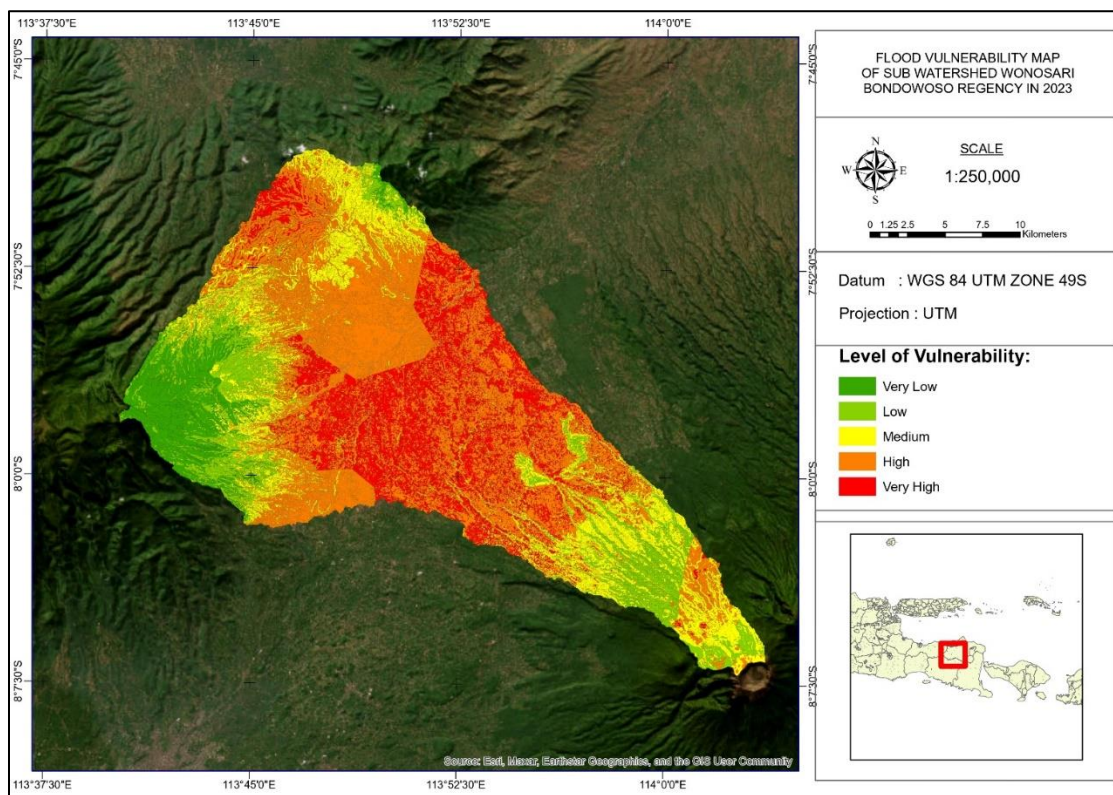 113°37'30"E 113°45'0"E 113°52'30"E 114°0'0"E
7°45'0"S
7°52'30"S
8°0'0"S
8°7'30"S
7°45'0"S
7°52'30"S
8°0'0"S
8°7'30"S
Source: Esri, Maxar, Earthstar Geographics, and the GIS User Community
113°37'30"E 113°45'0"E 113°52'30"E 114°0'0"E
FLOOD VULNERABILITY MAP
OF SUB WATERSHED WONOSARI
BONDOWOSO REGENCY IN 2023
N
W E
S
SCALE
1:250,000
0 1.25 2.5 5 7.5 10
Kilometers
Datum : WGS 84 UTM ZONE 49S
Projection : UTM
Level of Vulnerability:
Very Low
Low
Medium
High
Very High